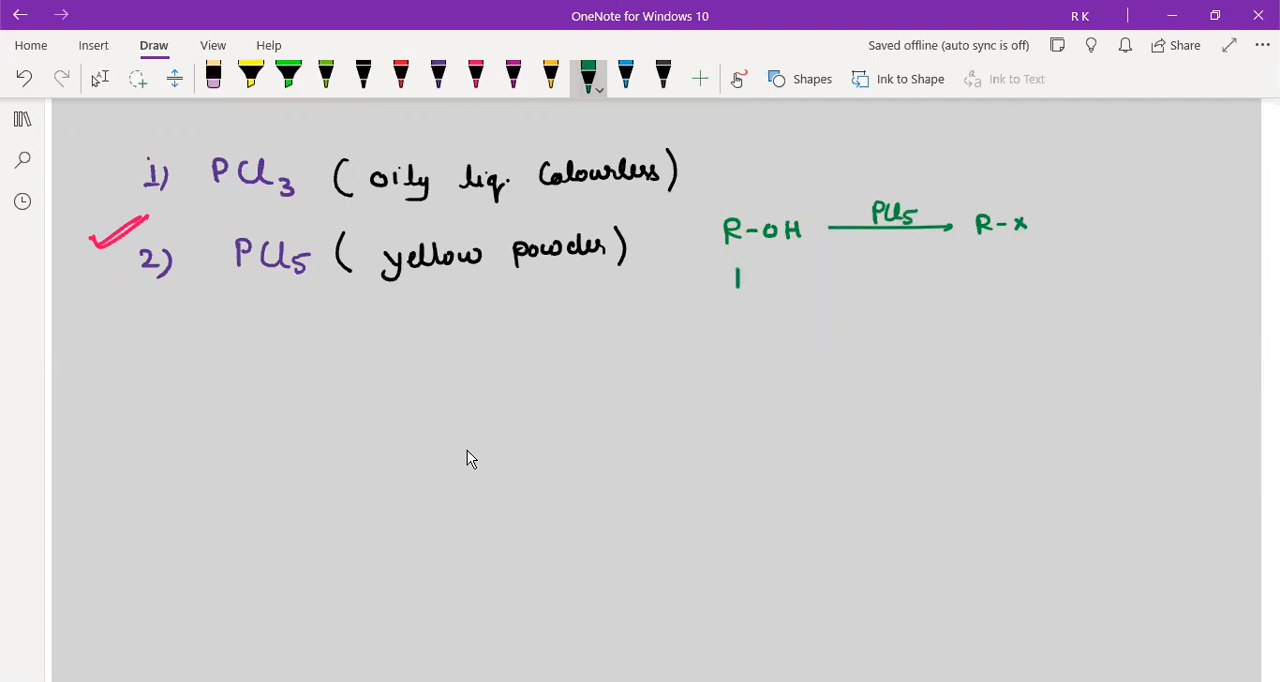 OneNote for Windows 10
R K
Home Insert Draw View Help
Saved offline (auto sync is off)
Share
Shapes
Ink to Shape
Ink to Text
1) PCl3 (oily liq. Colourless)
2) PCl5 (yellow powder)
R-OH PCl5 R-x